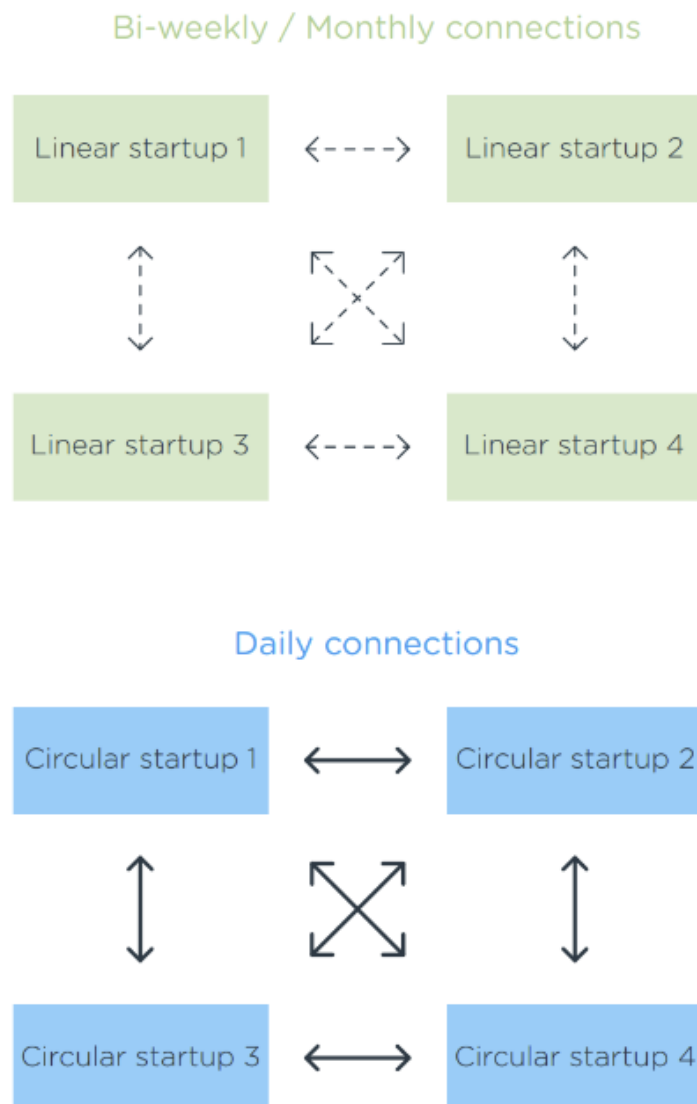 Bi-weekly / Monthly connections
Linear startup 1
Linear startup 2
Linear startup 3
Linear startup 4
Daily connections
Circular startup 1
Circular startup 2
Circular startup 3
Circular startup 4